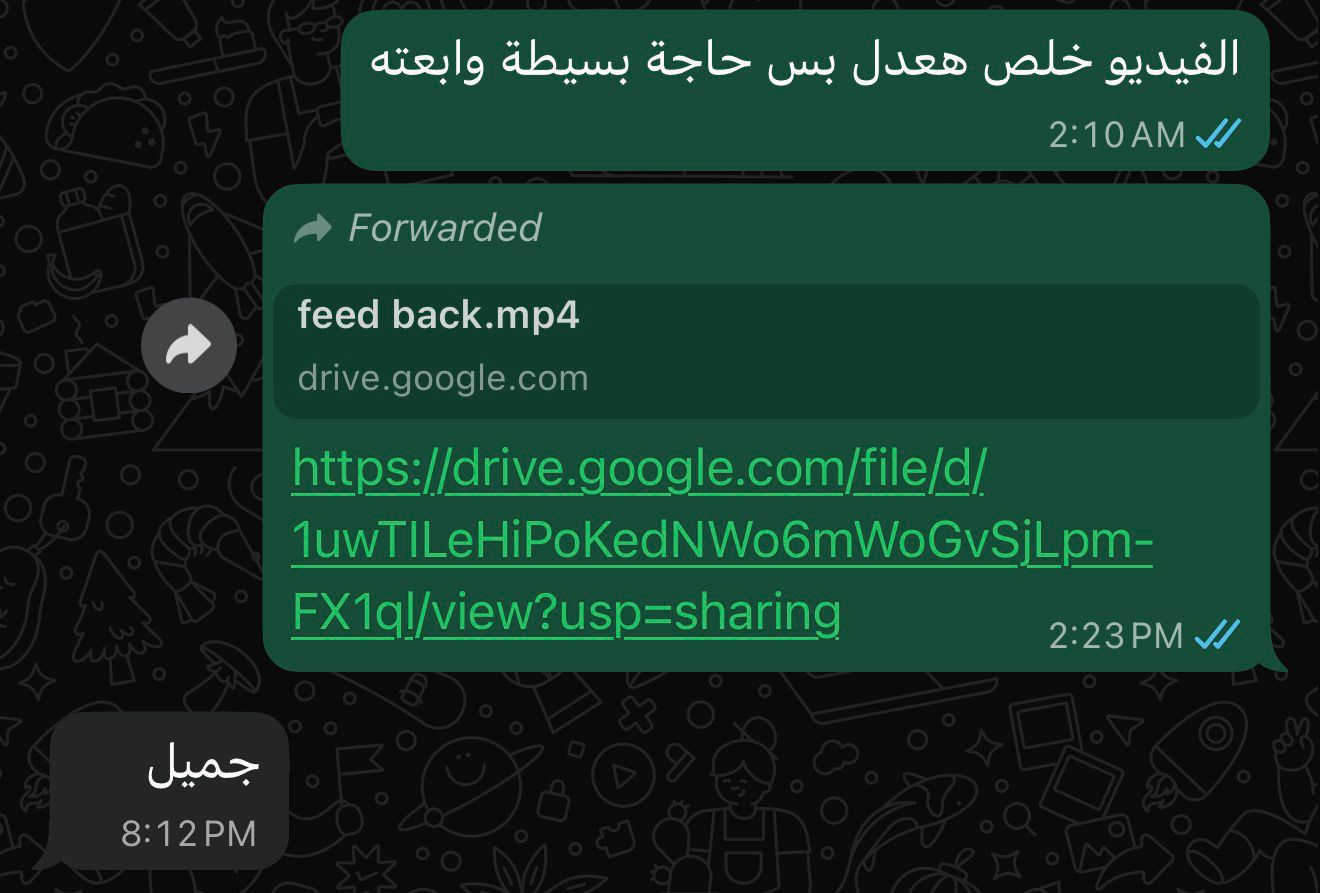 الفيديو خلص هعدل بس حاجة بسيطة وابعته
2:10 AM
Forwarded
feed back.mp4
drive.google.com
https://drive.google.com/file/d/
1uwTILeHiPoKedNWo6mWoGvSjLpm-
FX1ql/view?usp=sharing
2:23 PM
جميل
8:12 PM